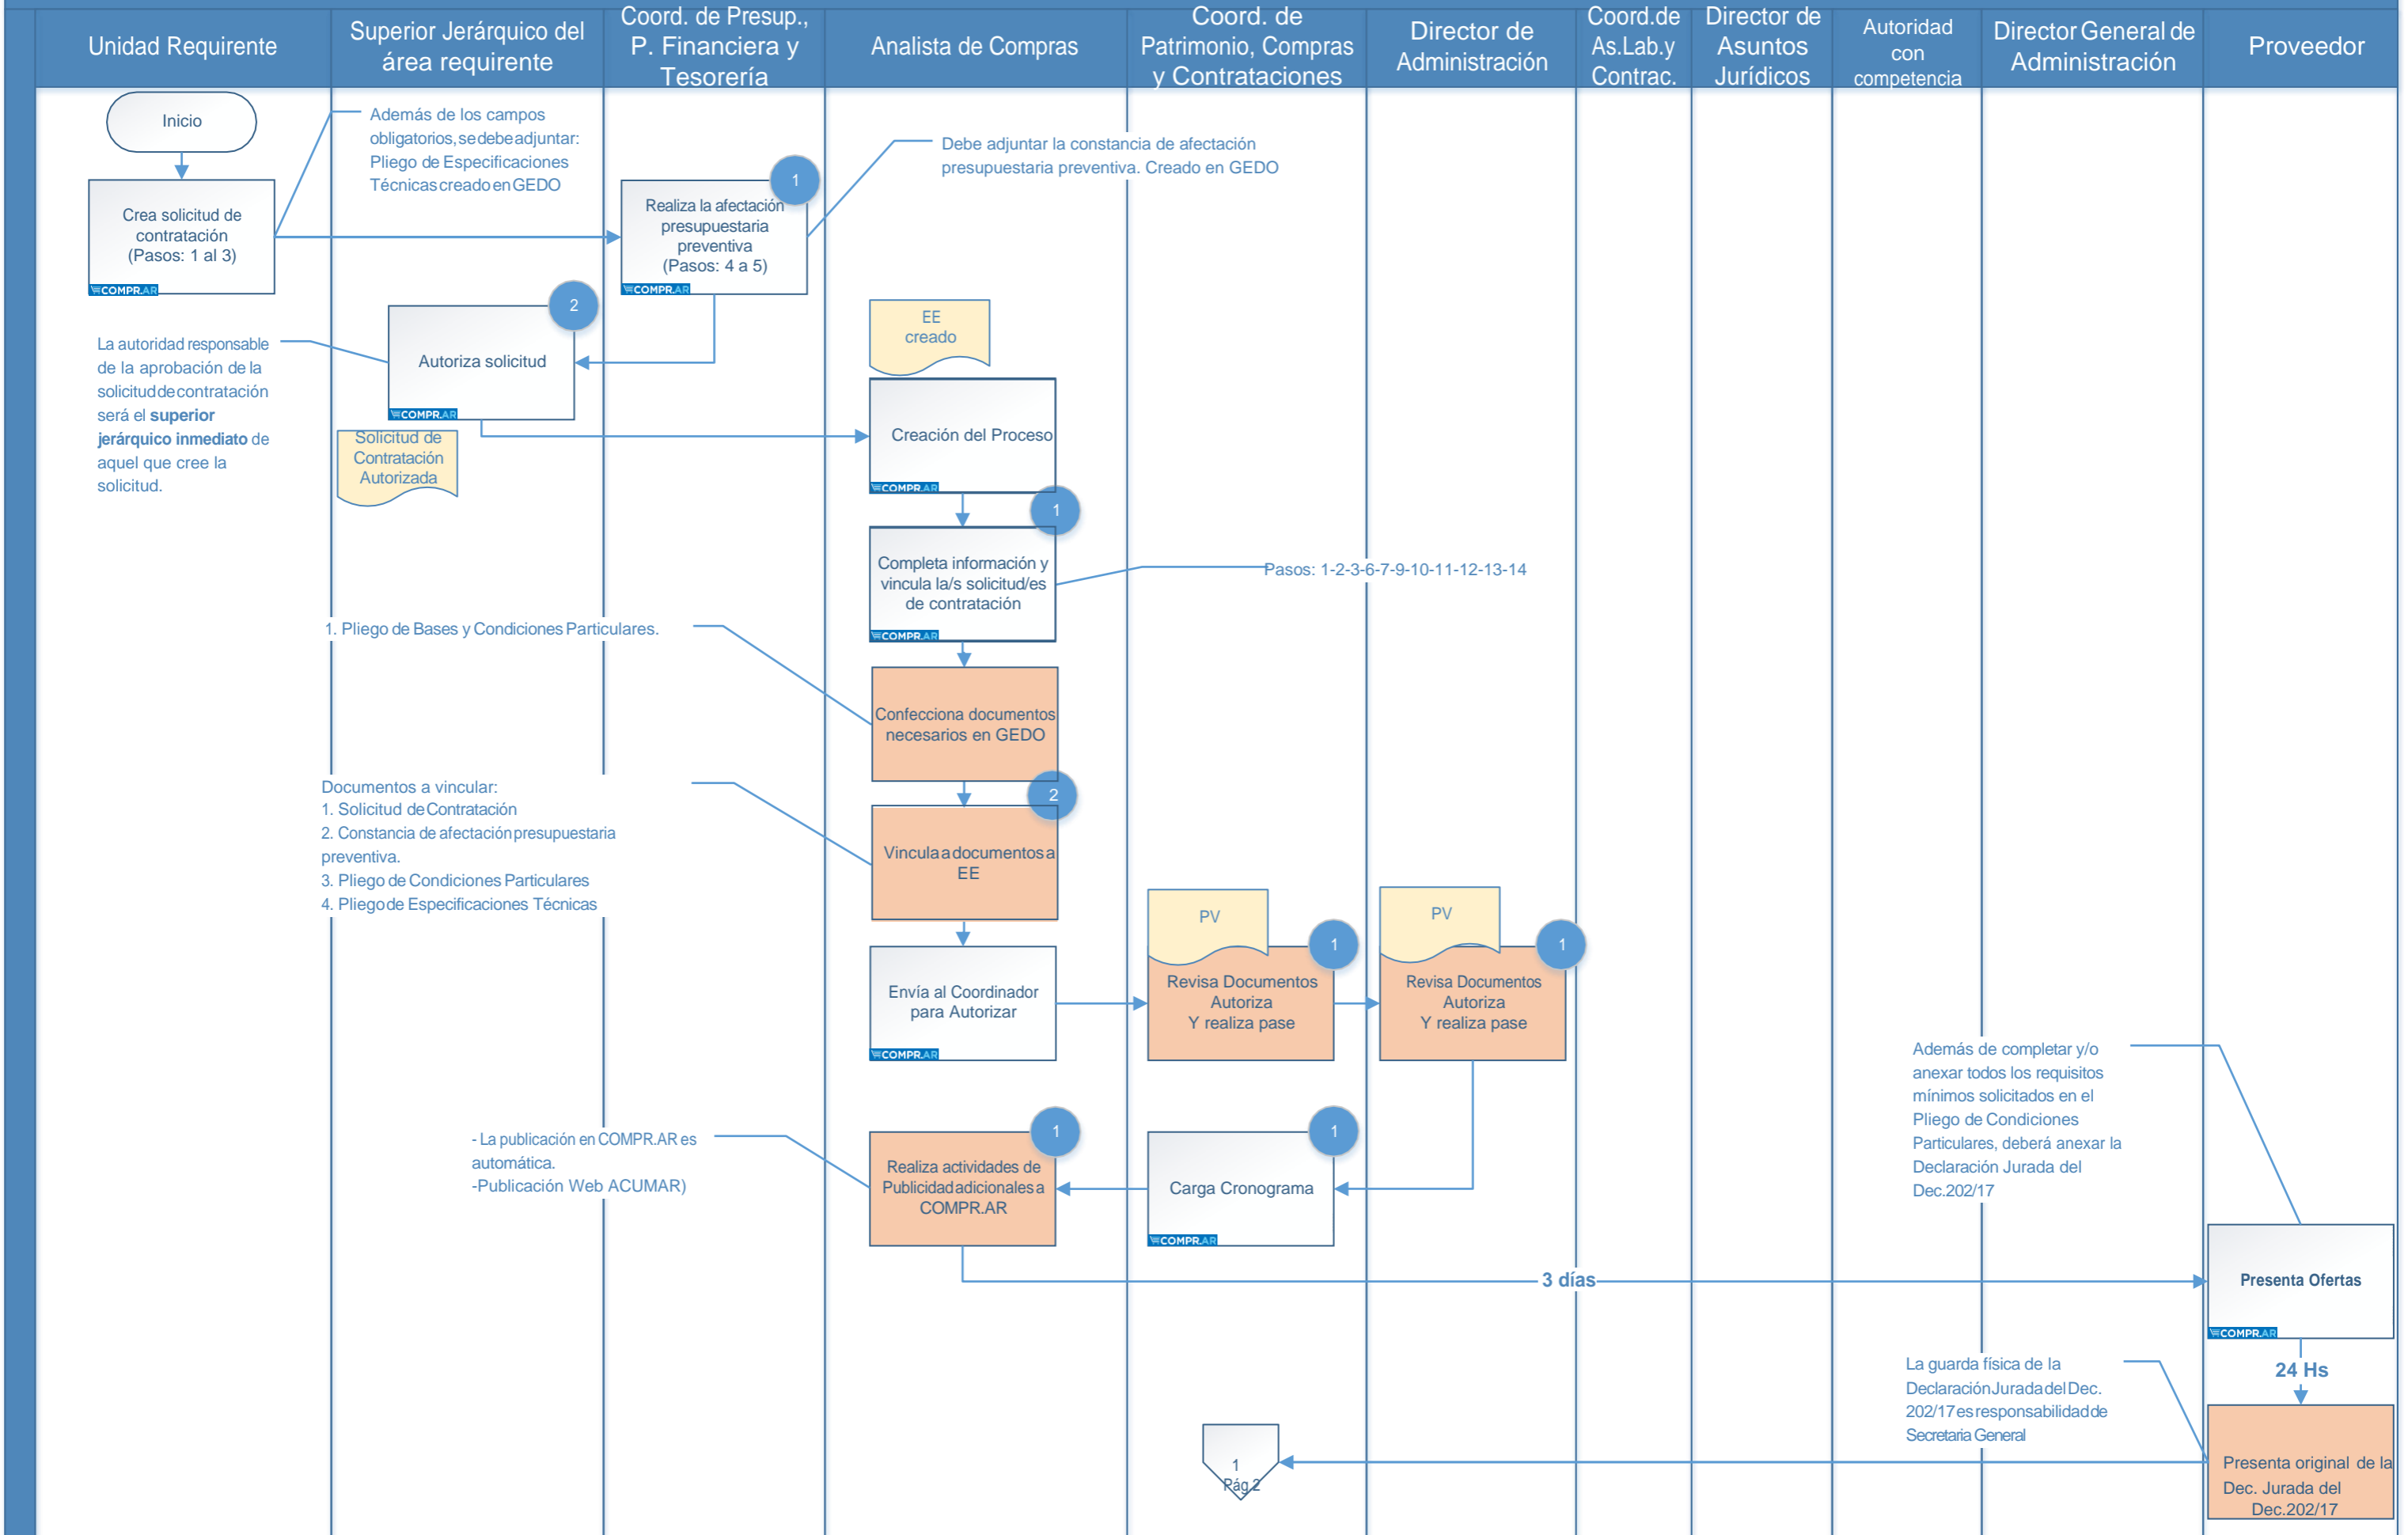 Unidad Requirente
Superior Jerárquico del
área requirente
Coord. de Presup.,
P. Financiera y
Tesorería
Analista de Compras
Coord. de
Patrimonio, Compras
y Contrataciones
Director de
Administración
Coord.de
As.Lab.y
Contrac.
Director de
Asuntos
Jurídicos
Autoridad
con
competencia
Director General de
Administración
Proveedor
Inicio
Además de los campos
obligatorios, se debe adjuntar:
Pliego de Especificaciones
Técnicas creado en GEDO
Debe adjuntar la constancia de afectación
presupuestaria preventiva. Creado en GEDO
Crea solicitud de
contratación
(Pasos: 1 al 3)
COMPR.AR
1
Realiza la afectación
presupuestaria
preventiva
(Pasos: 4 a 5)
COMPR.AR
La autoridad responsable
de la aprobación de la
solicitud de contratación
será el superior
jerárquico inmediato de
aquel que cree la
solicitud.
2
Autoriza solicitud
COMPR.AR
Solicitud de
Contratación
Autorizada
EE
creado
Creación del Proceso
COMPR.AR
1
Completa información y
vincula la/s solicitud/es
de contratación
COMPR.AR
Pasos: 1-2-3-6-7-9-10-11-12-13-14
1. Pliego de Bases y Condiciones Particulares.
Confecciona documentos
necesarios en GEDO
Documentos a vincular:
1. Solicitud de Contratación
2. Constancia de afectación presupuestaria
preventiva.
3. Pliego de Condiciones Particulares
4. Pliego de Especificaciones Técnicas
2
Vincula a documentos a
EE
Envía al Coordinador
para Autorizar
COMPR.AR
PV
1
Revisa Documentos
Autoriza
Y realiza pase
PV
1
Revisa Documentos
Autoriza
Y realiza pase
Además de completar y/o
anexar todos los requisitos
mínimos solicitados en el
Pliego de Condiciones
Particulares, deberá anexar la
Declaración Jurada del
Dec.202/17
- La publicación en COMPR.AR es
automática.
-Publicación Web ACUMAR)
1
Realiza actividades de
Publicidad adicionales a
COMPR.AR
1
Carga Cronograma
COMPR.AR
3 días
Presenta Ofertas
COMPR.AR
24 Hs
La guarda física de la
Declaración Jurada del Dec.
202/17 es responsabilidad de
Secretaria General
1
Pág 2
Presenta original de la
Dec. Jurada del
Dec.202/17